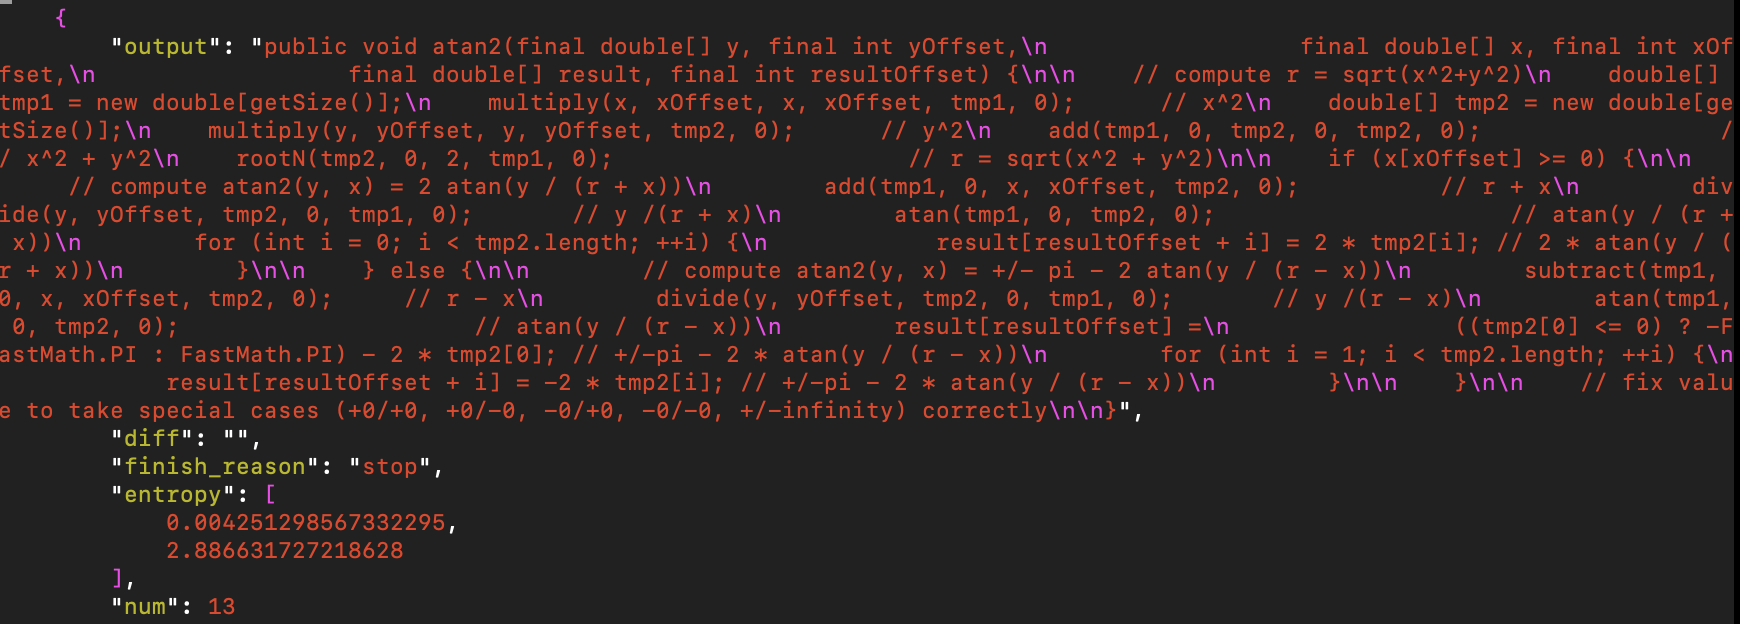 {
"output": "public void atan2(final double[] y, final int yOffset,\n                  final double[] x, final int xOf
fset,\n                  final double[] result, final int resultOffset) {\n\n    // compute r = sqrt(x^2+y^2)\n    double[] 
tmp1 = new double[getSize()];\n    multiply(x, xOffset, x, xOffset, tmp1, 0);      // x^2\n    double[] tmp2 = new double[ge
tSize()];\n    multiply(y, yOffset, y, yOffset, tmp2, 0);      // y^2\n    add(tmp1, 0, tmp2, 0, tmp2, 0);                 /
/ x^2 + y^2\n    rootN(tmp2, 0, 2, tmp1, 0);                     // r = sqrt(x^2 + y^2)\n\n    if (x[xOffset] >= 0) {\n\n   
     // compute atan2(y, x) = 2 atan(y / (r + x))\n        add(tmp1, 0, x, xOffset, tmp2, 0);          // r + x\n        div
ide(y, yOffset, tmp2, 0, tmp1, 0);       // y /(r + x)\n        atan(tmp1, 0, tmp2, 0);                     // atan(y / (r +
 x))\n        for (int i = 0; i < tmp2.length; ++i) {\n            result[resultOffset + i] = 2 * tmp2[i]; // 2 * atan(y / (
r + x))\n        }\n\n    } else {\n\n        // compute atan2(y, x) = +/- pi - 2 atan(y / (r - x))\n        subtract(tmp1, 
0, x, xOffset, tmp2, 0);     // r - x\n        divide(y, yOffset, tmp2, 0, tmp1, 0);       // y /(r - x)\n        atan(tmp1,
 0, tmp2, 0);                     // atan(y / (r - x))\n        result[resultOffset] =\n                ((tmp2[0] <= 0) ? -F
astMath.PI : FastMath.PI) - 2 * tmp2[0]; // +/-pi - 2 * atan(y / (r - x))\n        for (int i = 1; i < tmp2.length; ++i) {\n
            result[resultOffset + i] = -2 * tmp2[i]; // +/-pi - 2 * atan(y / (r - x))\n        }\n\n    }\n\n    // fix valu
e to take special cases (+0/+0, +0/-0, -0/+0, -0/-0, +/-infinity) correctly\n\n}",
"diff": "",
"finish_reason": "stop",
"entropy": [
0.004251298567332295,
2.886631727218628
],
"num": 13